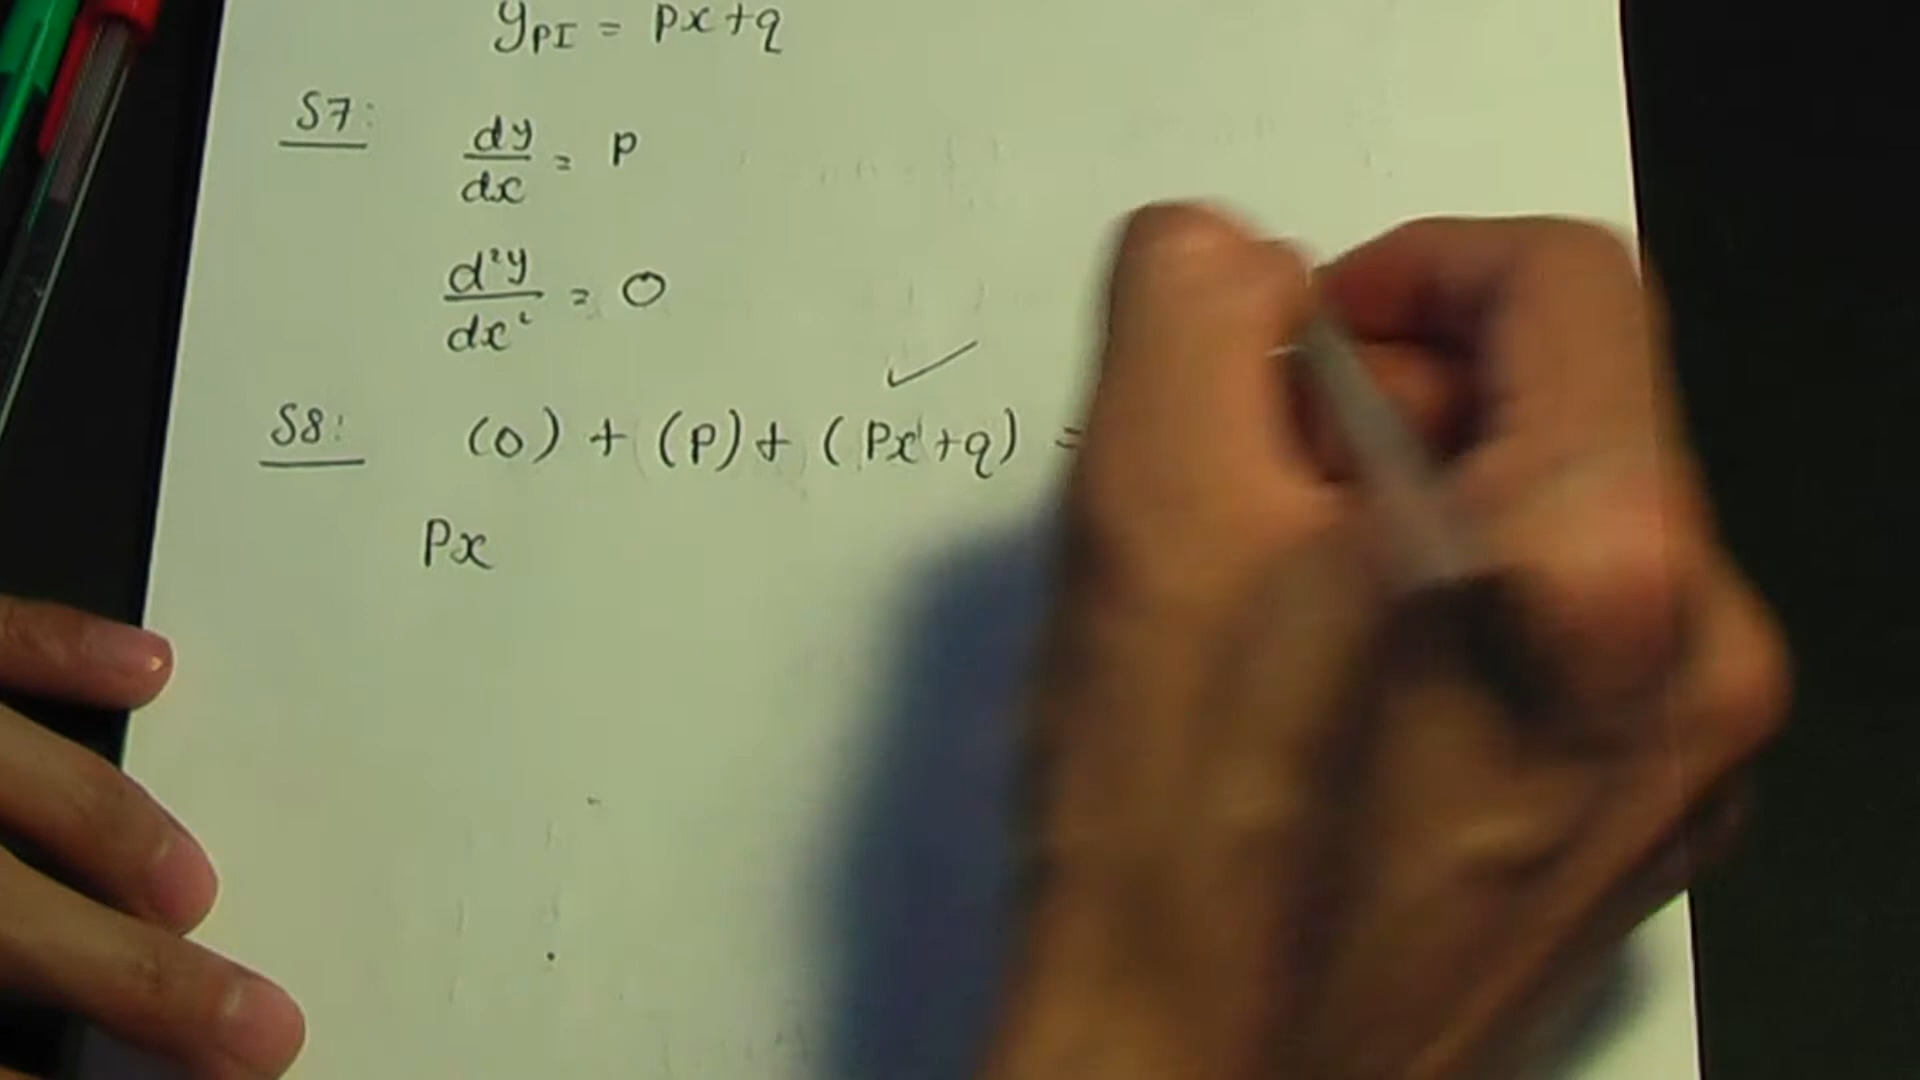 y_PI = px+q
S7: dy/dx = P
d²y/dx² = 0
S8: (0) + (P) + (Px+q) =
Px